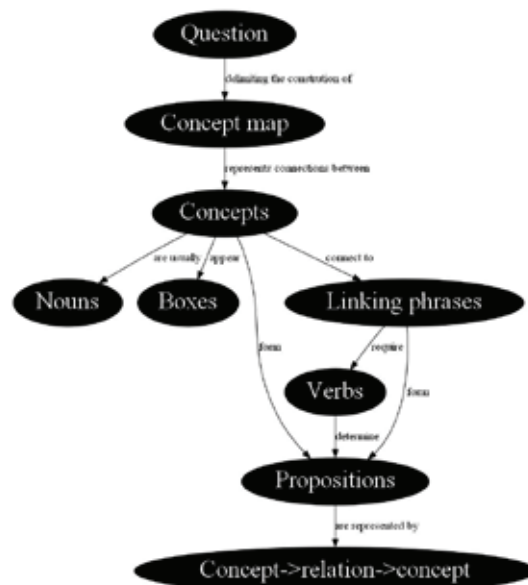 Question
delimiting the constrution of
Concept map
represents connections between
Concepts
are usually
appear
connect to
Nouns
Boxes
Linking phrases
form
require
Verbs
form
determine
Propositions
are represented by
Concept->relation->concept